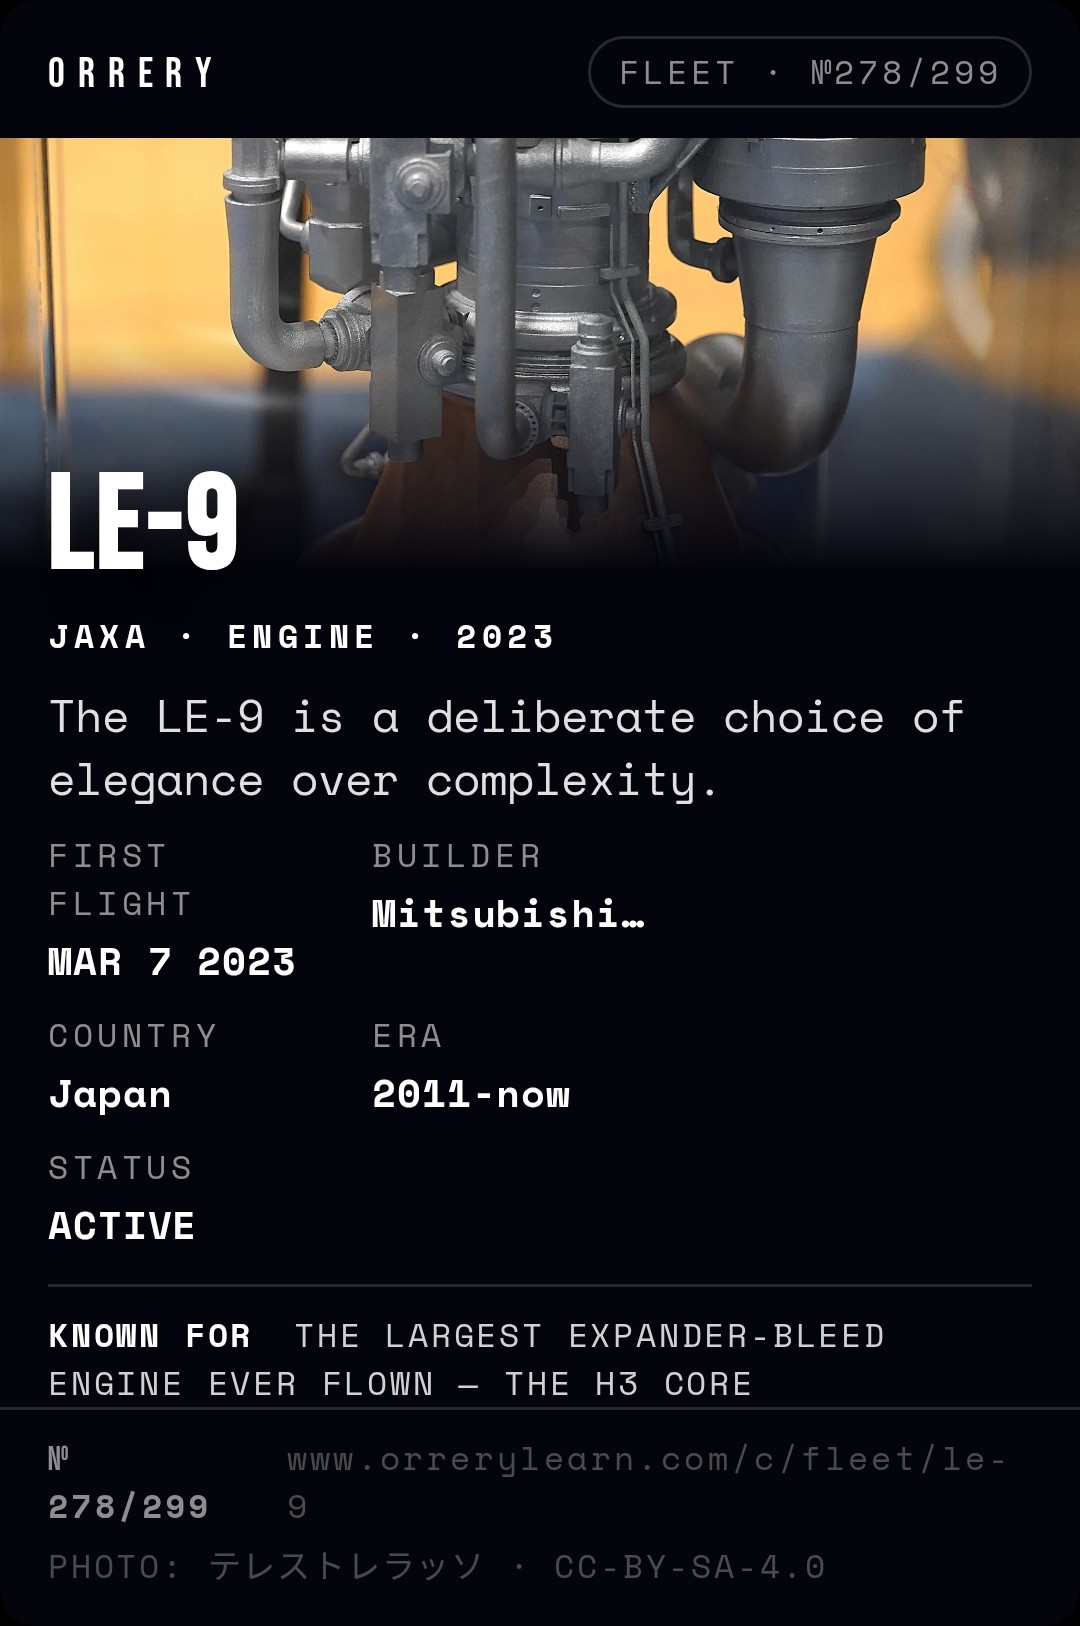 ORRERY
FLEET · №278/299
LE-9
JAXA · ENGINE · 2023
The LE-9 is a deliberate choice of
elegance over complexity.
FIRST
FLIGHT
MAR 7 2023
BUILDER
Mitsubishi…
COUNTRY
Japan
ERA
2011-now
STATUS
ACTIVE
KNOWN FOR THE LARGEST EXPANDER-BLEED
ENGINE EVER FLOWN — THE H3 CORE
№
278/299
www.orrerylearn.com/c/fleet/le-
9
PHOTO: テレストレラッソ · CC-BY-SA-4.0